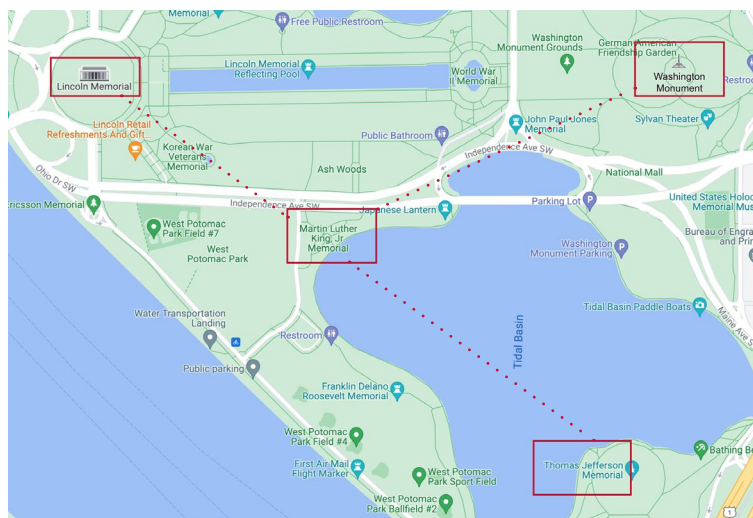 Memorial
Free Public Restroom
Washington
Monument Grounds
German American
Friendship Garden
Lincoln Memorial
Lincoln Memorial
Reflecting Pool
World War
II Memorial
Washington
Monument
Restroo
Lincoln Retail
Refreshments And Gift
Korean War
Veterans
Memorial
Public Bathroom
John Paul Jones
Memorial
Sylvan Theater
Ohio Dr SW
Ash Woods
Independence Ave SW
National Mall
Ericsson Memorial
Independence Ave SW
Japanese Lantern
Parking Lot
United States Holoc
Memorial Mus
West Potomac
Park Field #7
Martin Luther
King, Jr.
Memorial
West
Potomac Park
Washington
Monument Parking
Bureau of Engra
and Prin
Water Transportation
Landing
Restroom
Tidal Basin
Tidal Basin Paddle Boats
Maine Ave S
Public parking
Franklin Delano
Roosevelt Memorial
West Potomac
Park Field #4
First Air Mail
Flight Marker
West Potomac
Park Sport Field
Thomas Jefferson
Memorial
Bathing Be
West Potomac
Park Ballfield #2
1